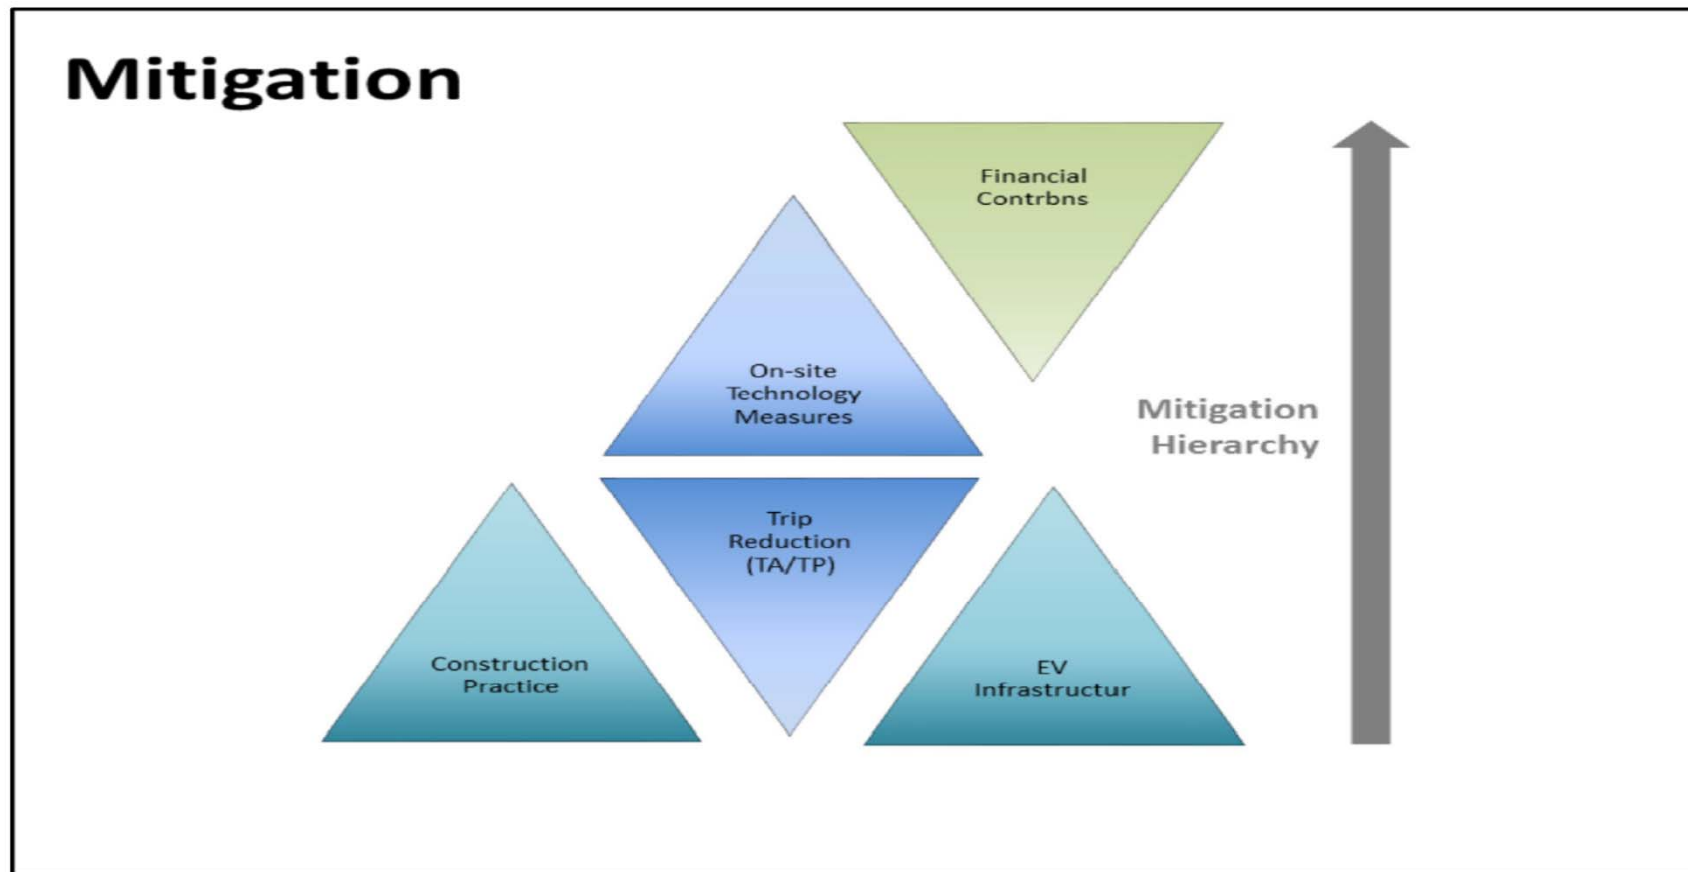 Mitigation
Financial
Contrbns
On-site
Technology
Measures
Mitigation
Hierarchy
Trip
Reduction
(TA/TP)
Construction
Practice
EV
Infrastructur